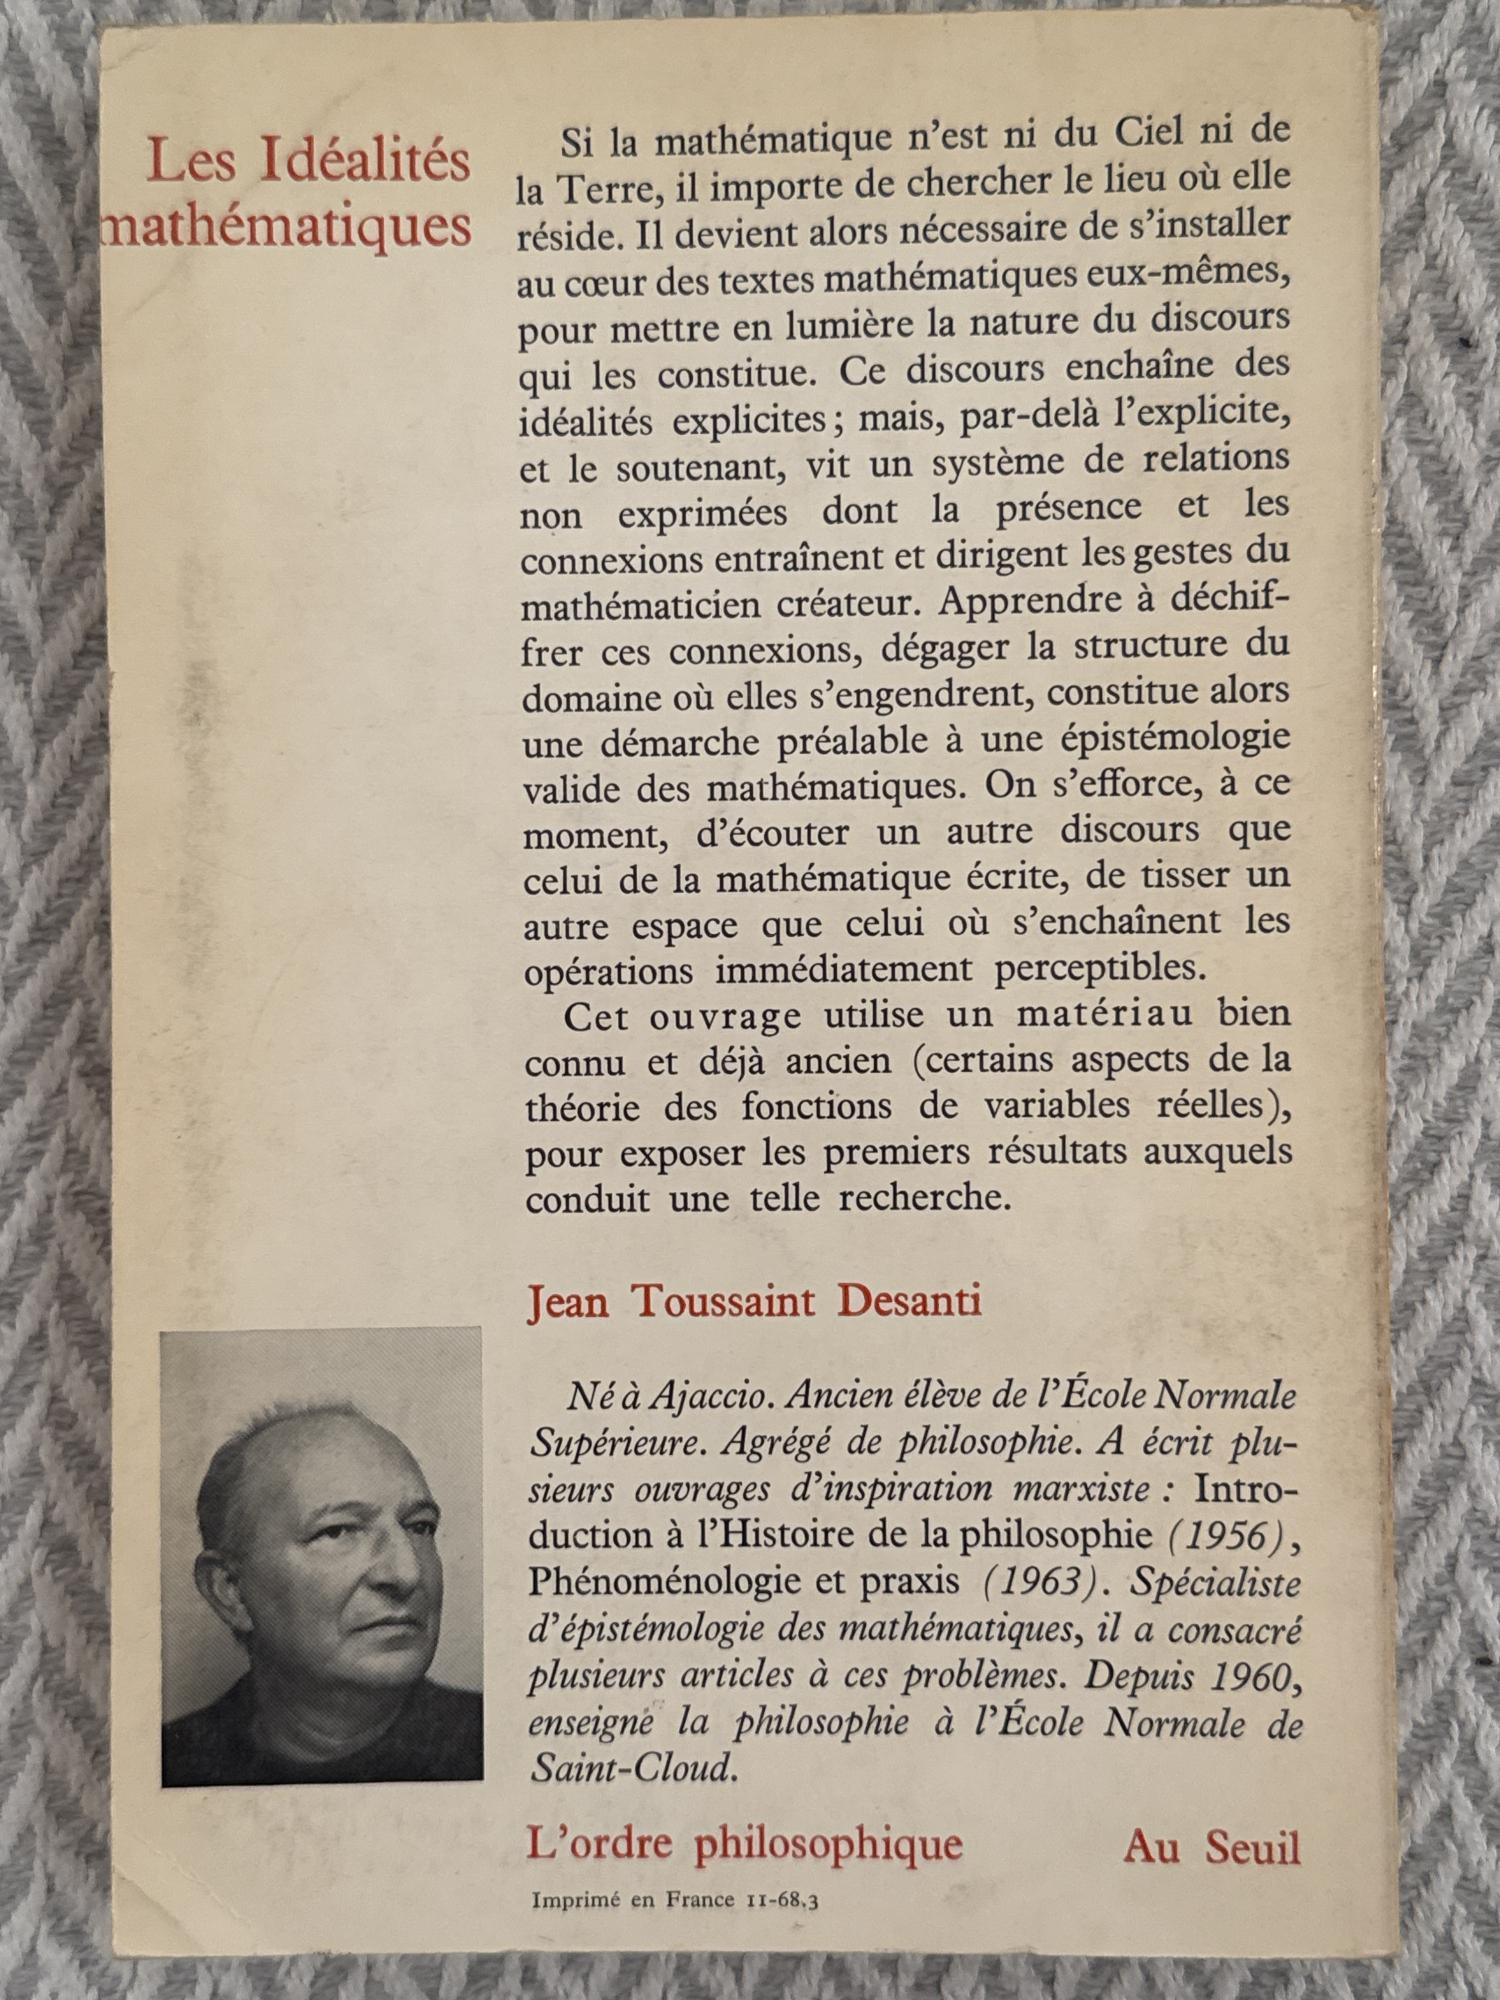 Les Idéalités
mathématiques
Si la mathématique n'est ni du Ciel ni de
la Terre, il importe de chercher le lieu où elle
réside. Il devient alors nécessaire de s'installer
au cœur des textes mathématiques eux-mêmes,
pour mettre en lumière la nature du discours
qui les constitue. Ce discours enchaîne des
idéalités explicites ; mais, par-delà l'explicite,
et le soutenant, vit un système de relations
non exprimées dont la présence et les
connexions entraînent et dirigent les gestes du
mathématicien créateur. Apprendre à déchif-
frer ces connexions, dégager la structure du
domaine où elles s'engendrent, constitue alors
une démarche préalable à une épistémologie
valide des mathématiques. On s'efforce, à ce
moment, d'écouter un autre discours que
celui de la mathématique écrite, de tisser un
autre espace que celui où s'enchaînent les
opérations immédiatement perceptibles.
Cet ouvrage utilise un matériau bien
connu et déjà ancien (certains aspects de la
théorie des fonctions de variables réelles),
pour exposer les premiers résultats auxquels
conduit une telle recherche.
Jean Toussaint Desanti
Né à Ajaccio. Ancien élève de l'École Normale
Supérieure. Agrégé de philosophie. A écrit plu-
sieurs ouvrages d'inspiration marxiste : Intro-
duction à l'Histoire de la philosophie (1956),
Phénoménologie et praxis (1963). Spécialiste
d'épistémologie des mathématiques, il a consacré
plusieurs articles à ces problèmes. Depuis 1960,
enseigne la philosophie à l'École Normale de
Saint-Cloud.
L'ordre philosophique Au Seuil
Imprimé en France 11-68.3